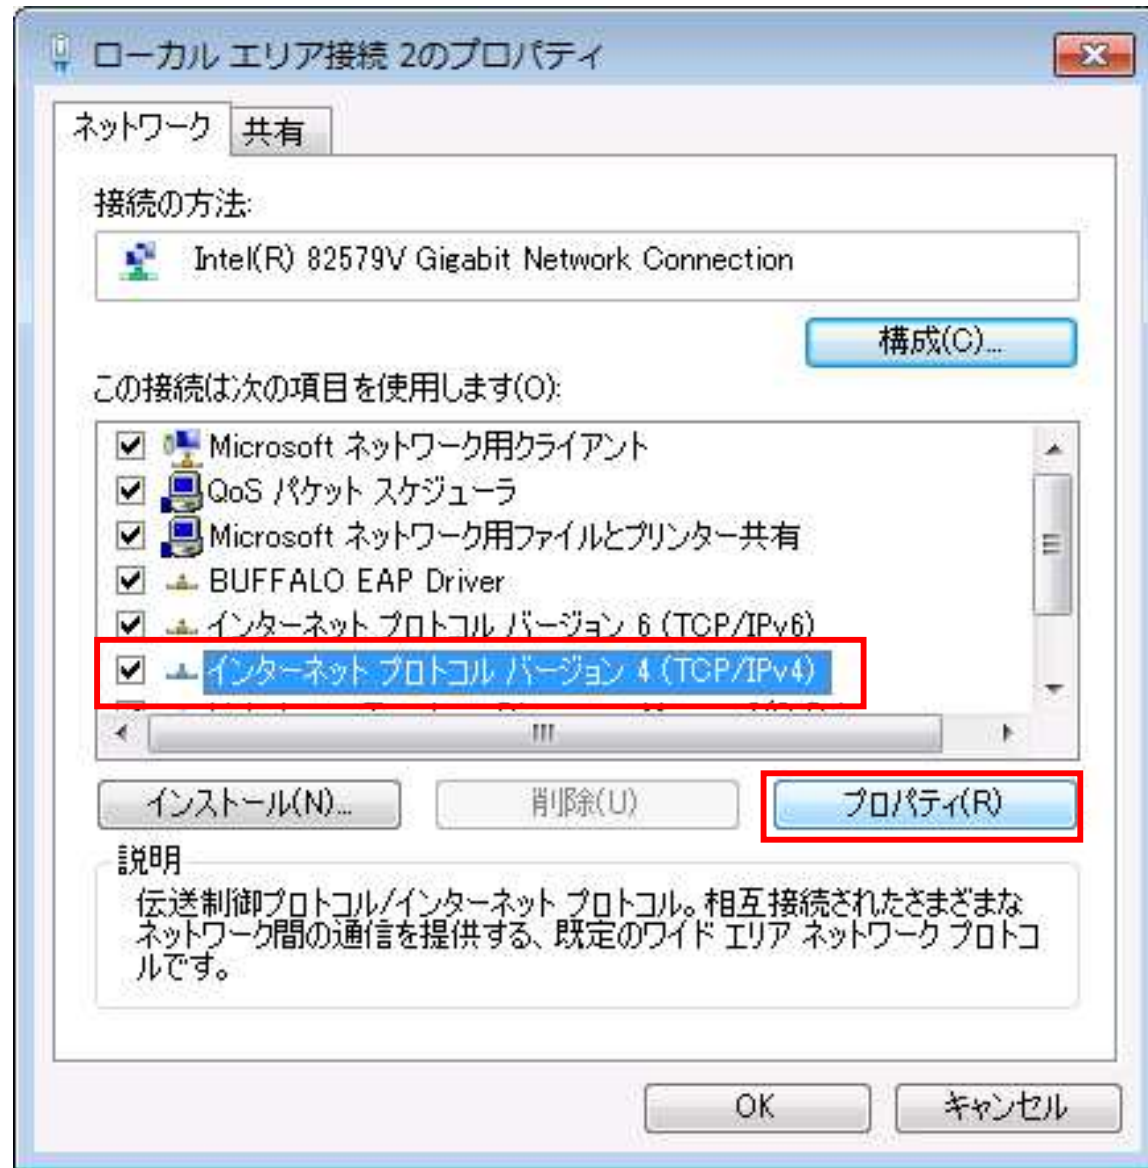 ローカル エリア接続 2のプロパティ
ネットワーク
共有
接続の方法:
Intel(R) 82579V Gigabit Network Connection
構成(C)...
この接続は次の項目を使用します(O):
Microsoft ネットワーク用クライアント
QoS パケット スケジューラ
Microsoft ネットワーク用ファイルとプリンター共有
BUFFALO EAP Driver
インターネット プロトコル バージョン 6 (TCP/IPv6)
インターネット プロトコル バージョン 4 (TCP/IPv4)
インストール(N)...
削除(U)
プロパティ(R)
説明
伝送制御プロトコル/インターネット プロトコル。相互接続されたさまざまな
ネットワーク間の通信を提供する、既定のワイド エリア ネットワーク プロトコ
ルです。
OK
キャンセル